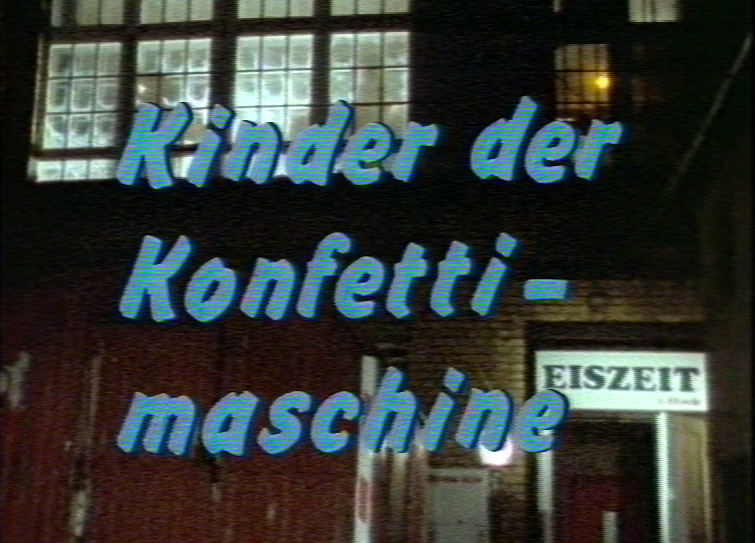 Kinder der
Konfetti-
maschine
EISZEIT